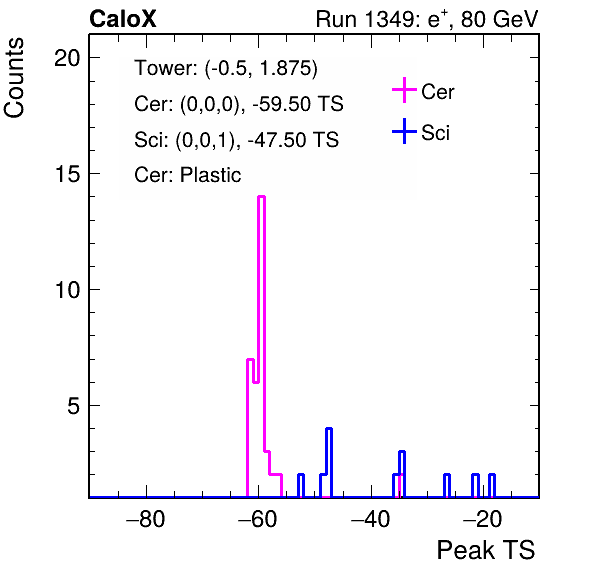 CaloX Run 1349: e⁺, 80 GeV
Counts
Tower: (-0.5, 1.875)
Cer: (0,0,0), -59.50 TS
Sci: (0,0,1), -47.50 TS
Cer: Plastic
Cer
Sci
20
15
10
5
−80 −60 −40 −20
Peak TS